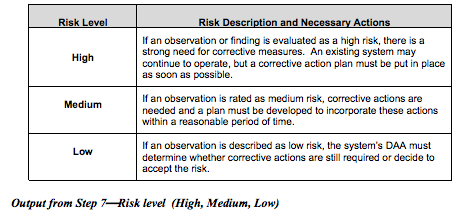 Risk Level
Risk Description and Necessary Actions
High
If an observation or finding is evaluated as a high risk, there is a
strong need for corrective measures. An existing system may
continue to operate, but a corrective action plan must be put in place
as soon as possible.
Medium
If an observation is rated as medium risk, corrective actions are
needed and a plan must be developed to incorporate these actions
within a reasonable period of time.
Low
If an observation is described as low risk, the system's DAA must
determine whether corrective actions are still required or decide to
accept the risk.
Output from Step 7—Risk level (High, Medium, Low)